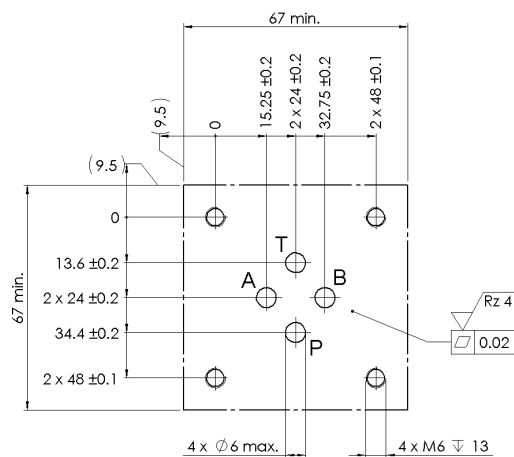 67 min.
(9.5)
0
15.25 ±0.2
2 x 24 ±0.2
32.75 ±0.2
2 x 48 ±0.1
(9.5)
0
T
13.6 ±0.2
A
B
2 x 24 ±0.2
67 min.
Rz 4
34.4 ±0.2
0.02
P
2 x 48 ±0.1
4 x ∅6 max.
4 x M6 ↧ 13